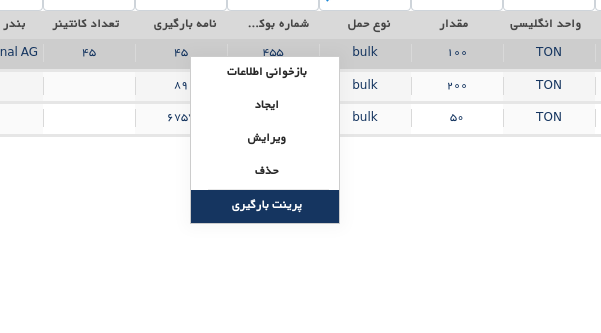 واحد انگلیسی مقدار نوع حمل شماره بوک... نامه بارگیری تعداد کانتینر بندر
TON ۱۰۰ bulk ۴۵۵ ۴۵ ۴۵ nal AG
بازخوانی اطلاعات
TON ۲۰۰ bulk ۸۹
ایجاد
TON ۵۰ bulk ۶۷۵
ویرایش
حذف
پرینت بارگیری